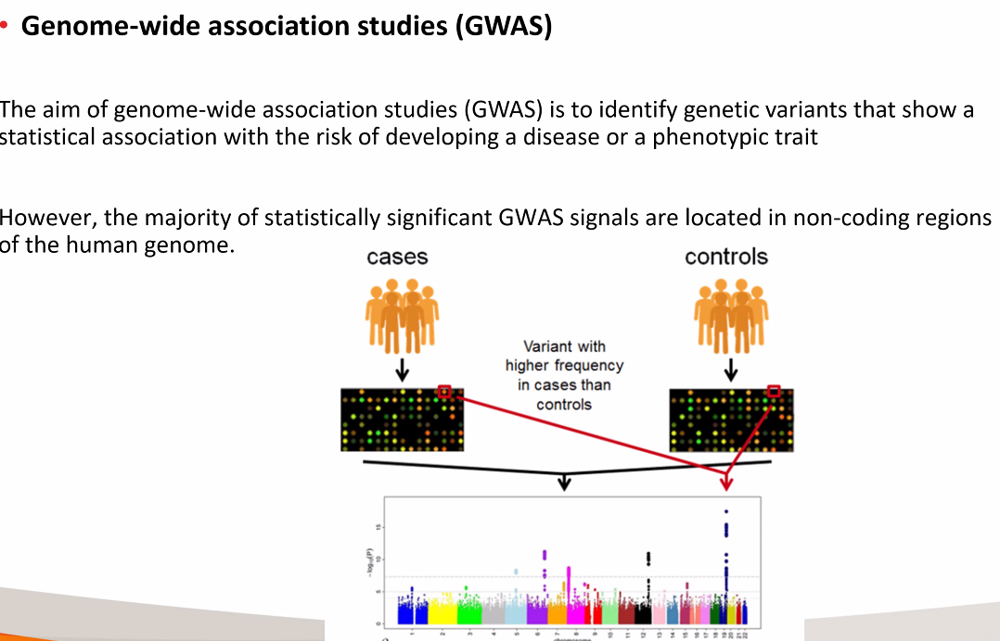 • Genome-wide association studies (GWAS)
The aim of genome-wide association studies (GWAS) is to identify genetic variants that show a
statistical association with the risk of developing a disease or a phenotypic trait
However, the majority of statistically significant GWAS signals are located in non-coding regions
of the human genome.
cases
controls
Variant with
higher frequency
in cases than
controls
-log10(P)
15
10
5
0
1 2 3 4 5 6 7 8 9 10 11 12 13 14 15 16 17 18 19 20 21 22